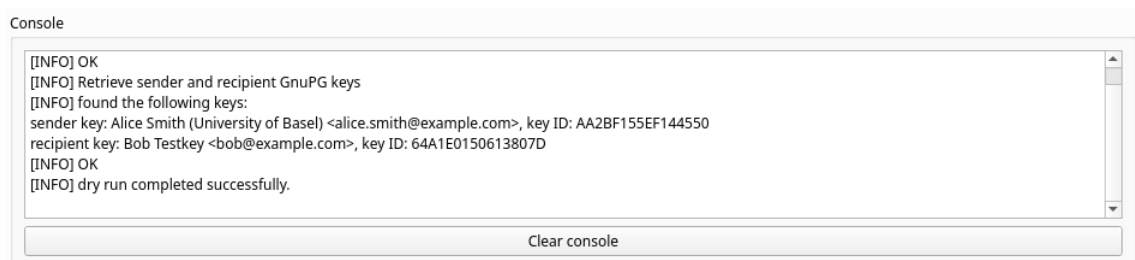 Console
[INFO] OK
[INFO] Retrieve sender and recipient GnuPG keys
[INFO] found the following keys:
sender key: Alice Smith (University of Basel) <alice.smith@example.com>, key ID: AA2BF155EF144550
recipient key: Bob Testkey <bob@example.com>, key ID: 64A1E0150613807D
[INFO] OK
[INFO] dry run completed successfully.
Clear console